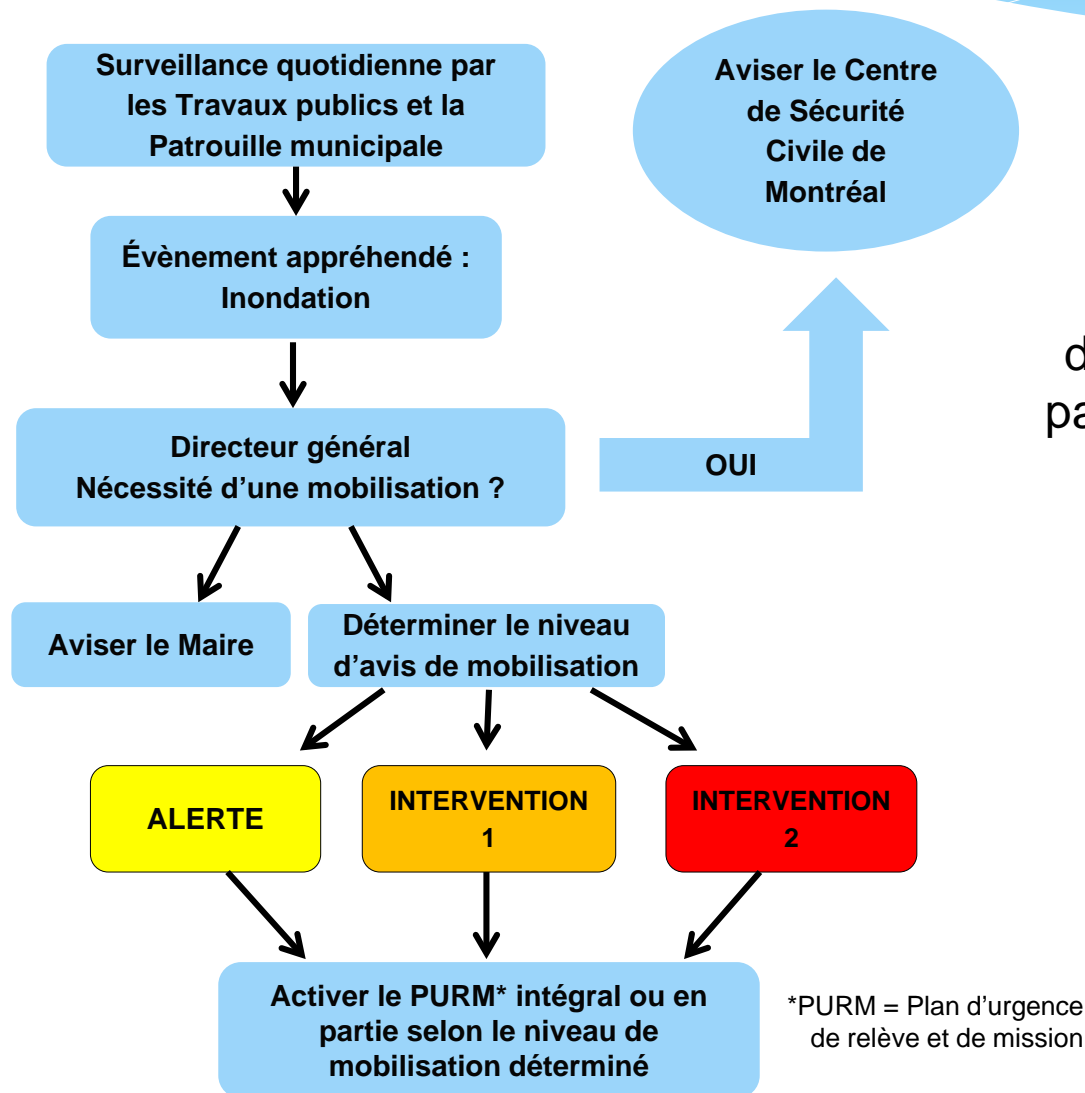 Surveillance quotidienne par
les Travaux publics et la
Patrouille municipale
Aviser le Centre
de Sécurité
Civile de
Montréal
Évènement appréhendé :
Inondation
Directeur général
Nécessité d'une mobilisation ?
OUI
Aviser le Maire
Déterminer le niveau
d'avis de mobilisation
ALERTE
INTERVENTION
1
INTERVENTION
2
Activer le PURM* intégral ou en
partie selon le niveau de
mobilisation déterminé
*PURM = Plan d'urgence
de relève et de mission